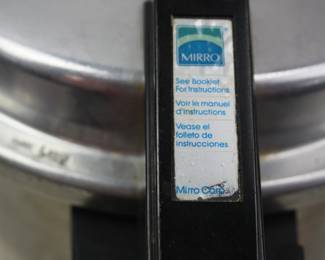 MIRRO
See Booklet
For Instructions
Voir le manuel
d'instructions
Vease el
folleto de
instrucciones
Mirro Corp.